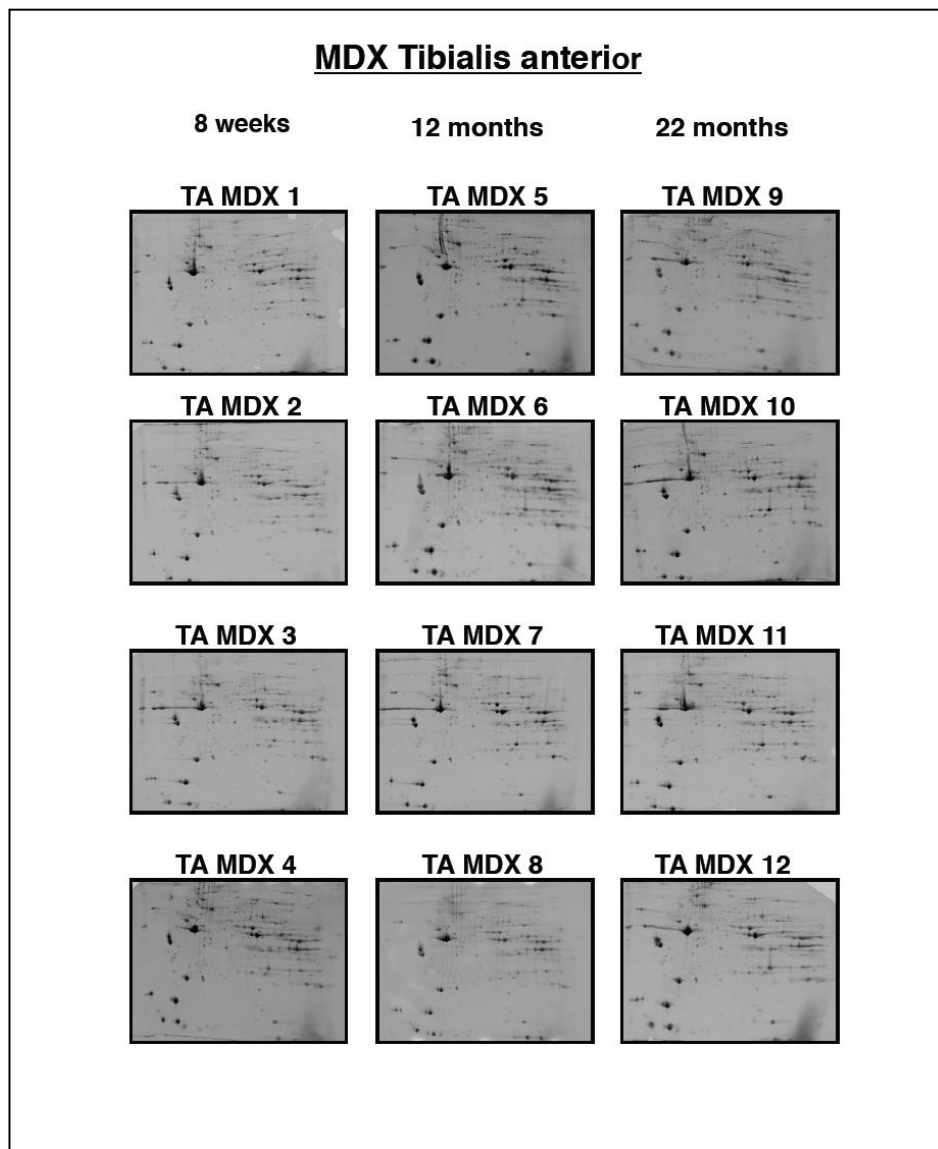 MDX Tibialis anterior
8 weeks 12 months 22 months
TA MDX 1 TA MDX 5 TA MDX 9
TA MDX 2 TA MDX 6 TA MDX 10
TA MDX 3 TA MDX 7 TA MDX 11
TA MDX 4 TA MDX 8 TA MDX 12